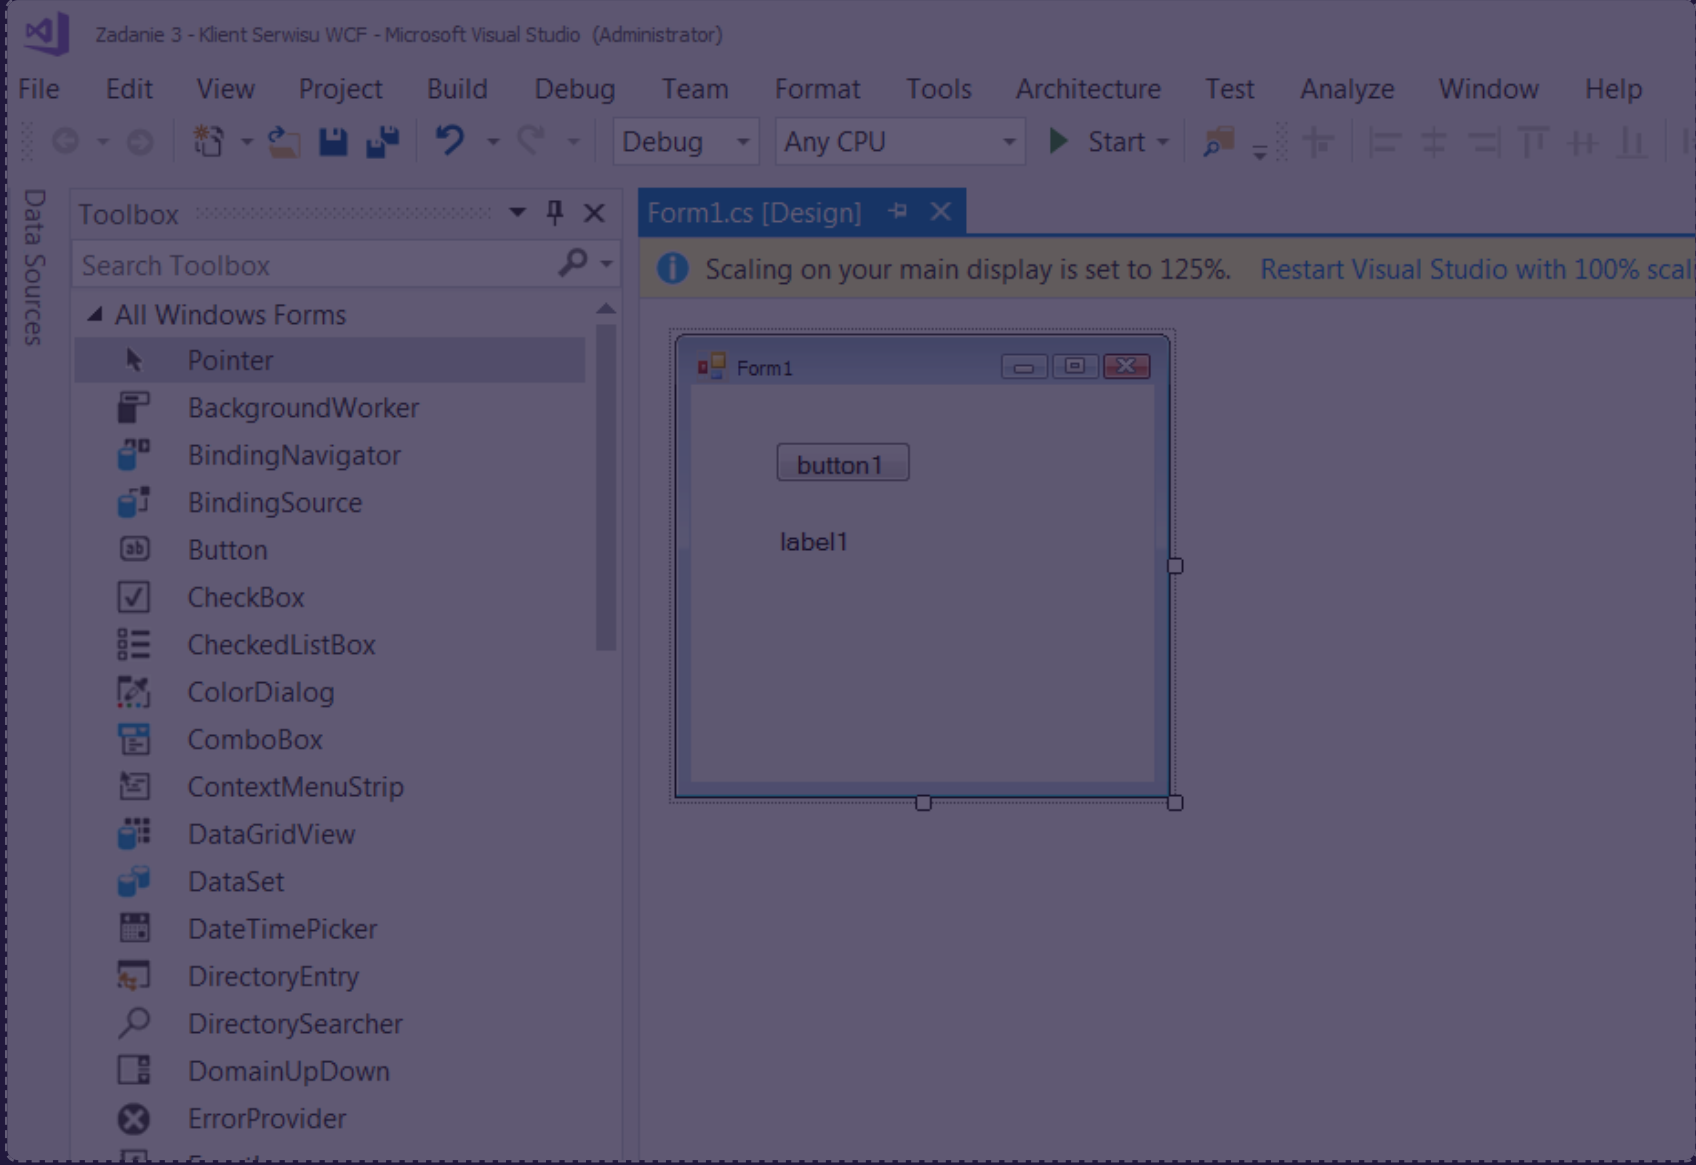 Zadanie 3 - Klient Serwisu WCF - Microsoft Visual Studio (Administrator)
File Edit View Project Build Debug Team Format Tools Architecture Test Analyze Window Help
Debug Any CPU Start
Data Sources
Toolbox
Search Toolbox
All Windows Forms
Pointer
BackgroundWorker
BindingNavigator
BindingSource
Button
CheckBox
CheckedListBox
ColorDialog
ComboBox
ContextMenuStrip
DataGridView
DataSet
DateTimePicker
DirectoryEntry
DirectorySearcher
DomainUpDown
ErrorProvider
Form1.cs [Design]
Scaling on your main display is set to 125%. Restart Visual Studio with 100% scal
Form1
button1
label1